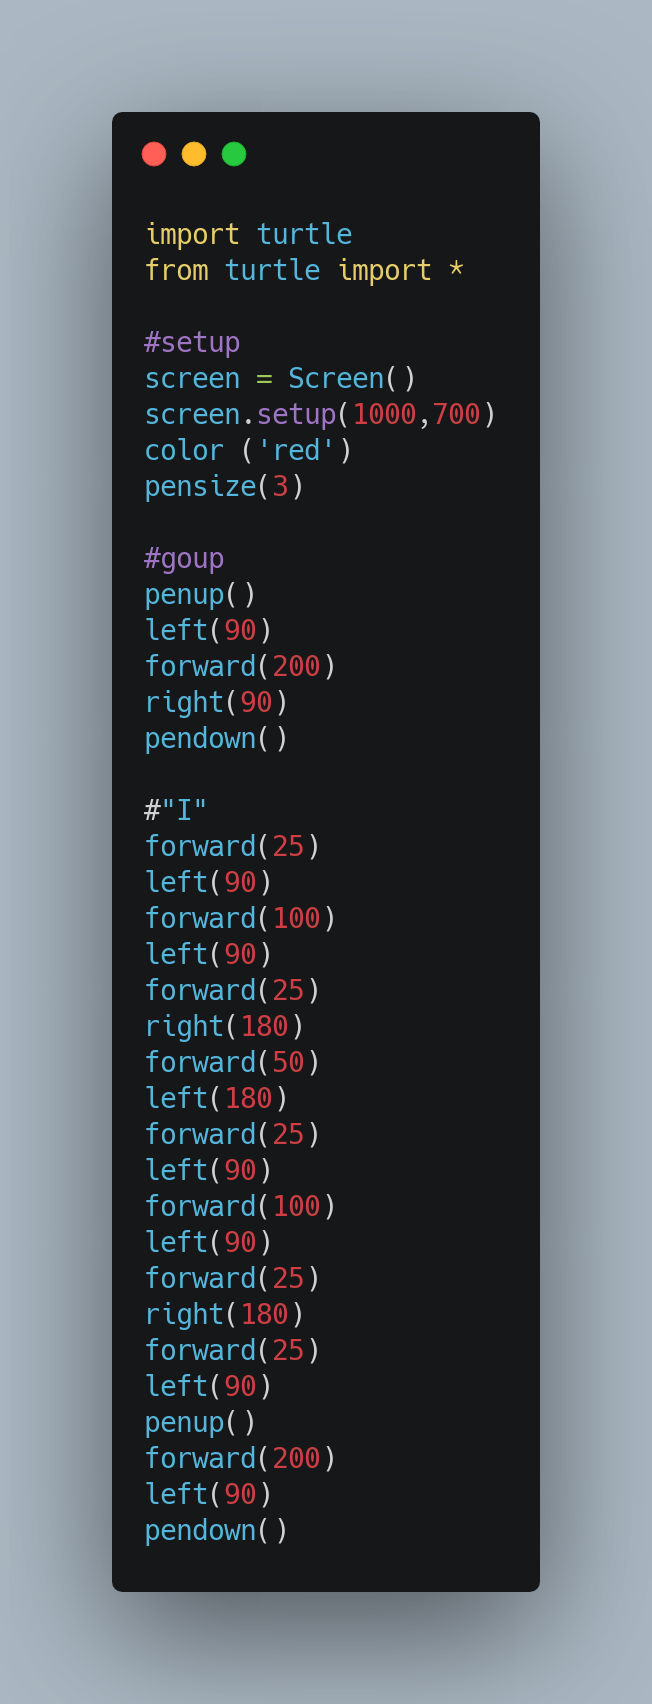 import turtle
from turtle import *
#setup
screen = Screen()
screen.setup(1000,700)
color ('red')
pensize(3)
#goup
penup()
left(90)
forward(200)
right(90)
pendown()
#"I"
forward(25)
left(90)
forward(100)
left(90)
forward(25)
right(180)
forward(50)
left(180)
forward(25)
left(90)
forward(100)
left(90)
forward(25)
right(180)
forward(25)
left(90)
penup()
forward(200)
left(90)
pendown()